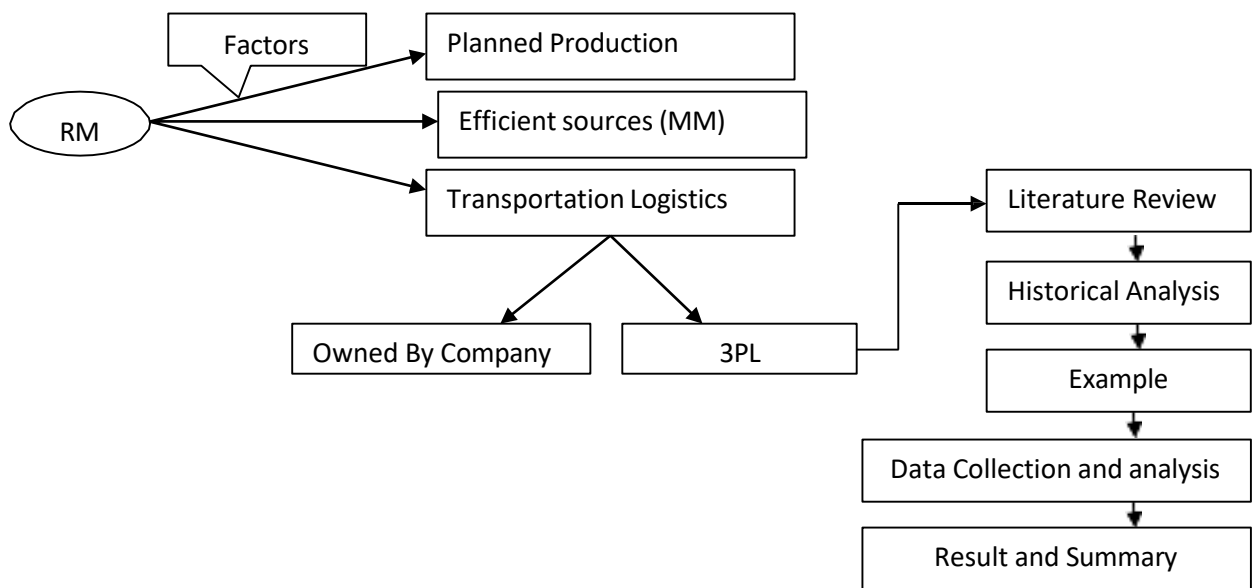 Factors
Planned Production
RM
Efficient sources (MM)
Transportation Logistics
Literature Review
Historical Analysis
Owned By Company
3PL
Example
Data Collection and analysis
Result and Summary